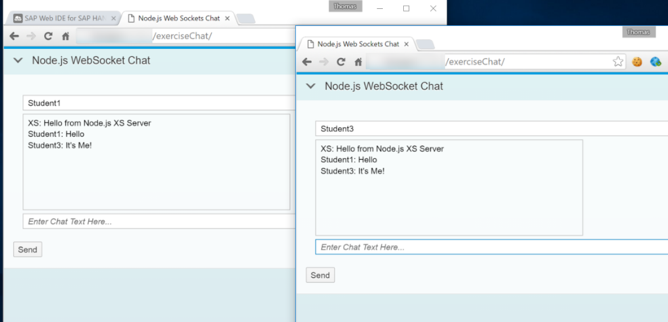 Thomas
SAP Web IDE for SAP HAN
Node.js Web Sockets Chat
/exerciseChat/
Node.js WebSocket Chat
Student1
XS: Hello from Node.js XS Server
Student1: Hello
Student3: It's Me!
Enter Chat Text Here...
Send
Thomas
Node.js Web Sockets Chat
/exerciseChat/
Node.js WebSocket Chat
Student3
XS: Hello from Node.js XS Server
Student1: Hello
Student3: It's Me!
Enter Chat Text Here...
Send